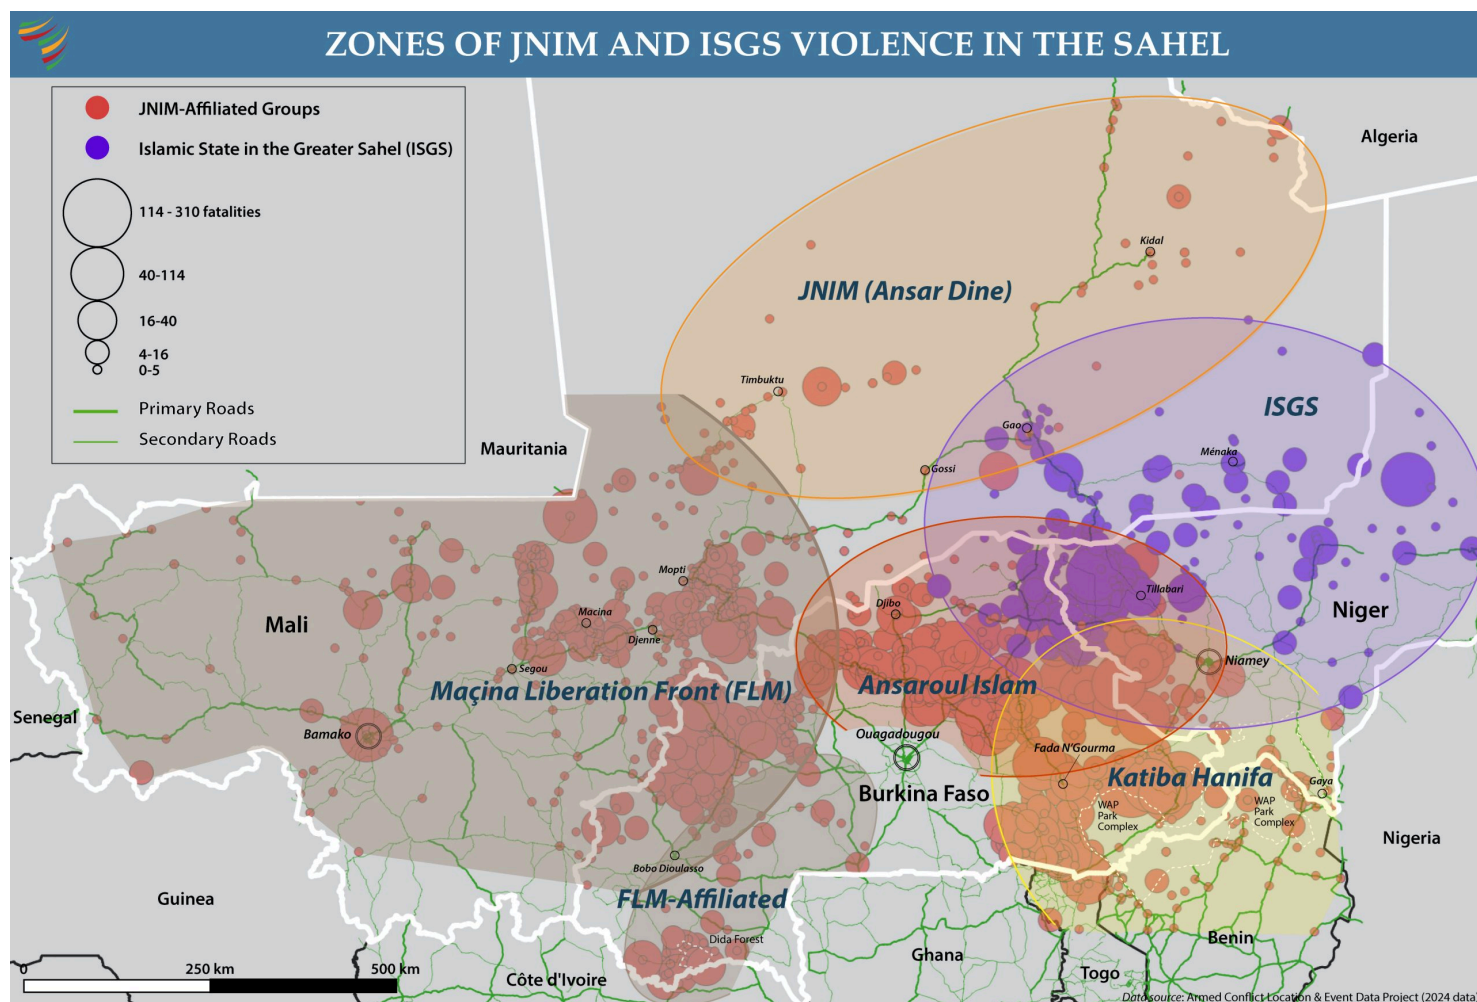 ZONES OF JNIM AND ISGS VIOLENCE IN THE SAHEL
JNIM-Affiliated Groups
Islamic State in the Greater Sahel (ISGS)
114 - 310 fatalities
40-114
16-40
4-16
0-5
Primary Roads
Secondary Roads
Algeria
Kidal
JNIM (Ansar Dine)
Timbuktu
ISGS
Mauritania
Gao
Ménaka
Gossi
Mopti
Tillabari
Djibo
Macina
Niger
Mali
Djenne
Segou
Niamey
Maçina Liberation Front (FLM)
Ansaroul Islam
Senegal
Bamako
Ouagadougou
Fada N'Gourma
Katiba Hanifa
Gaya
Burkina Faso
WAP
Park
Complex
WAP
Park
Complex
Nigeria
Bobo Dioulasso
Guinea
FLM-Affiliated
Dida Forest
Benin
Ghana
Togo
Côte d'Ivoire
0
250 km
500 km
Data source: Armed Conflict Location & Event Data Project (2024 data